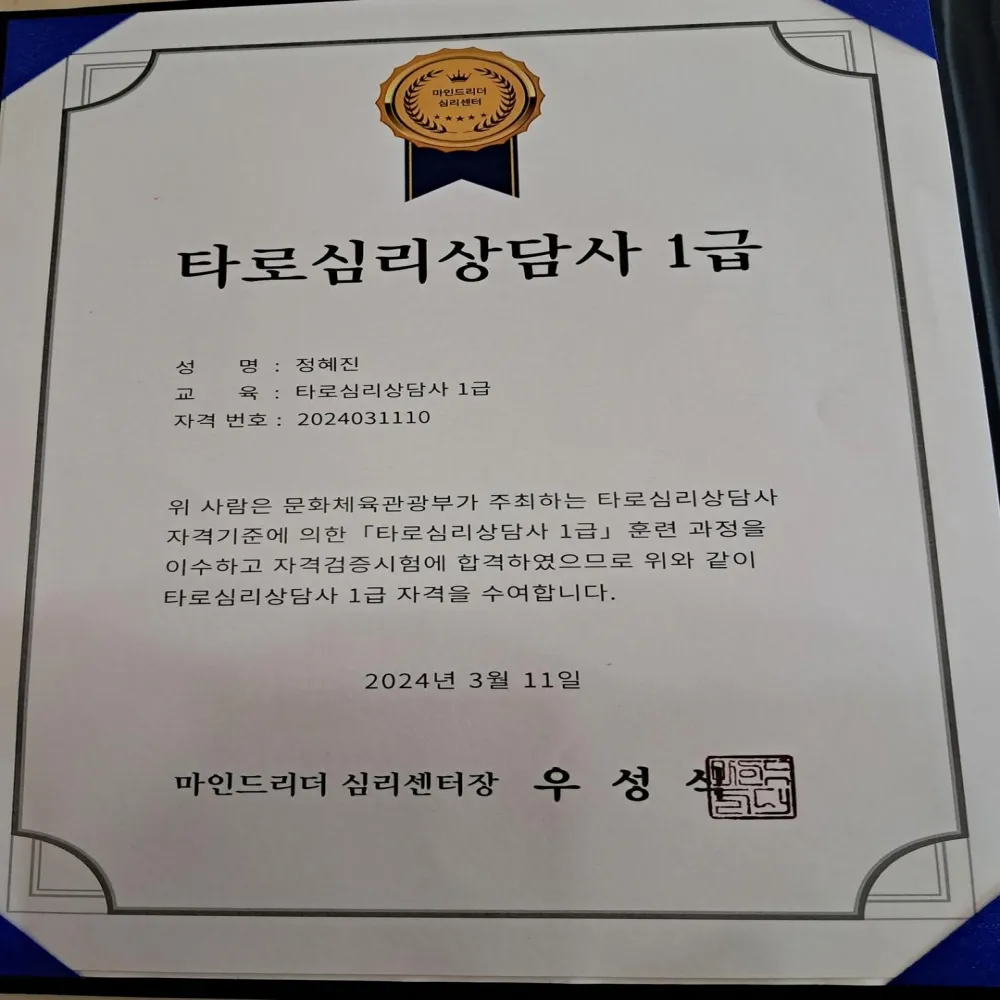 마인드리더
심리센터
타로심리상담사 1급
성 명 : 정혜진
교 육 : 타로심리상담사 1급
자격 번호 : 2024031110
위 사람은 문화체육관광부가 주최하는 타로심리상담사
자격기준에 의한 「타로심리상담사 1급」 훈련 과정을
이수하고 자격검증시험에 합격하였으므로 위와 같이
타로심리상담사 1급 자격을 수여합니다.
2024년 3월 11일
마인드리더 심리센터장 우 성 식